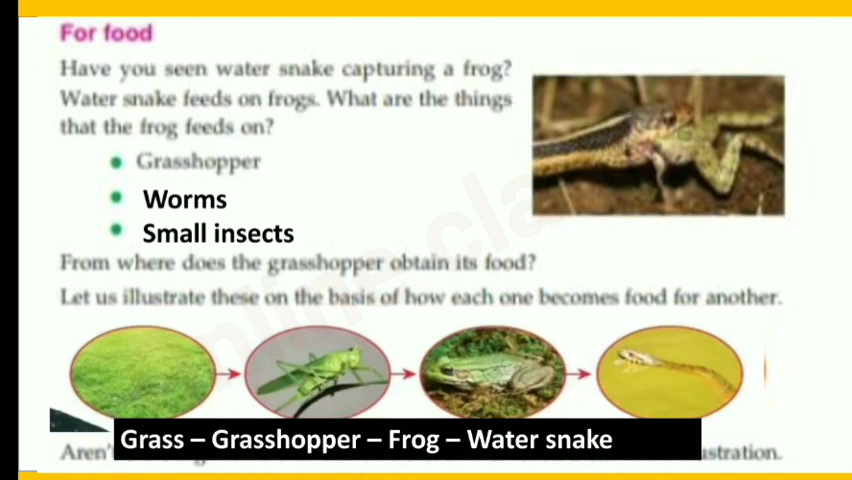 For food
Have you seen water snake capturing a frog?
Water snake feeds on frogs. What are the things
that the frog feeds on?
Grasshopper
Worms
Small insects
From where does the grasshopper obtain its food?
Let us illustrate these on the basis of how each one becomes food for another.
Grass – Grasshopper – Frog – Water snake